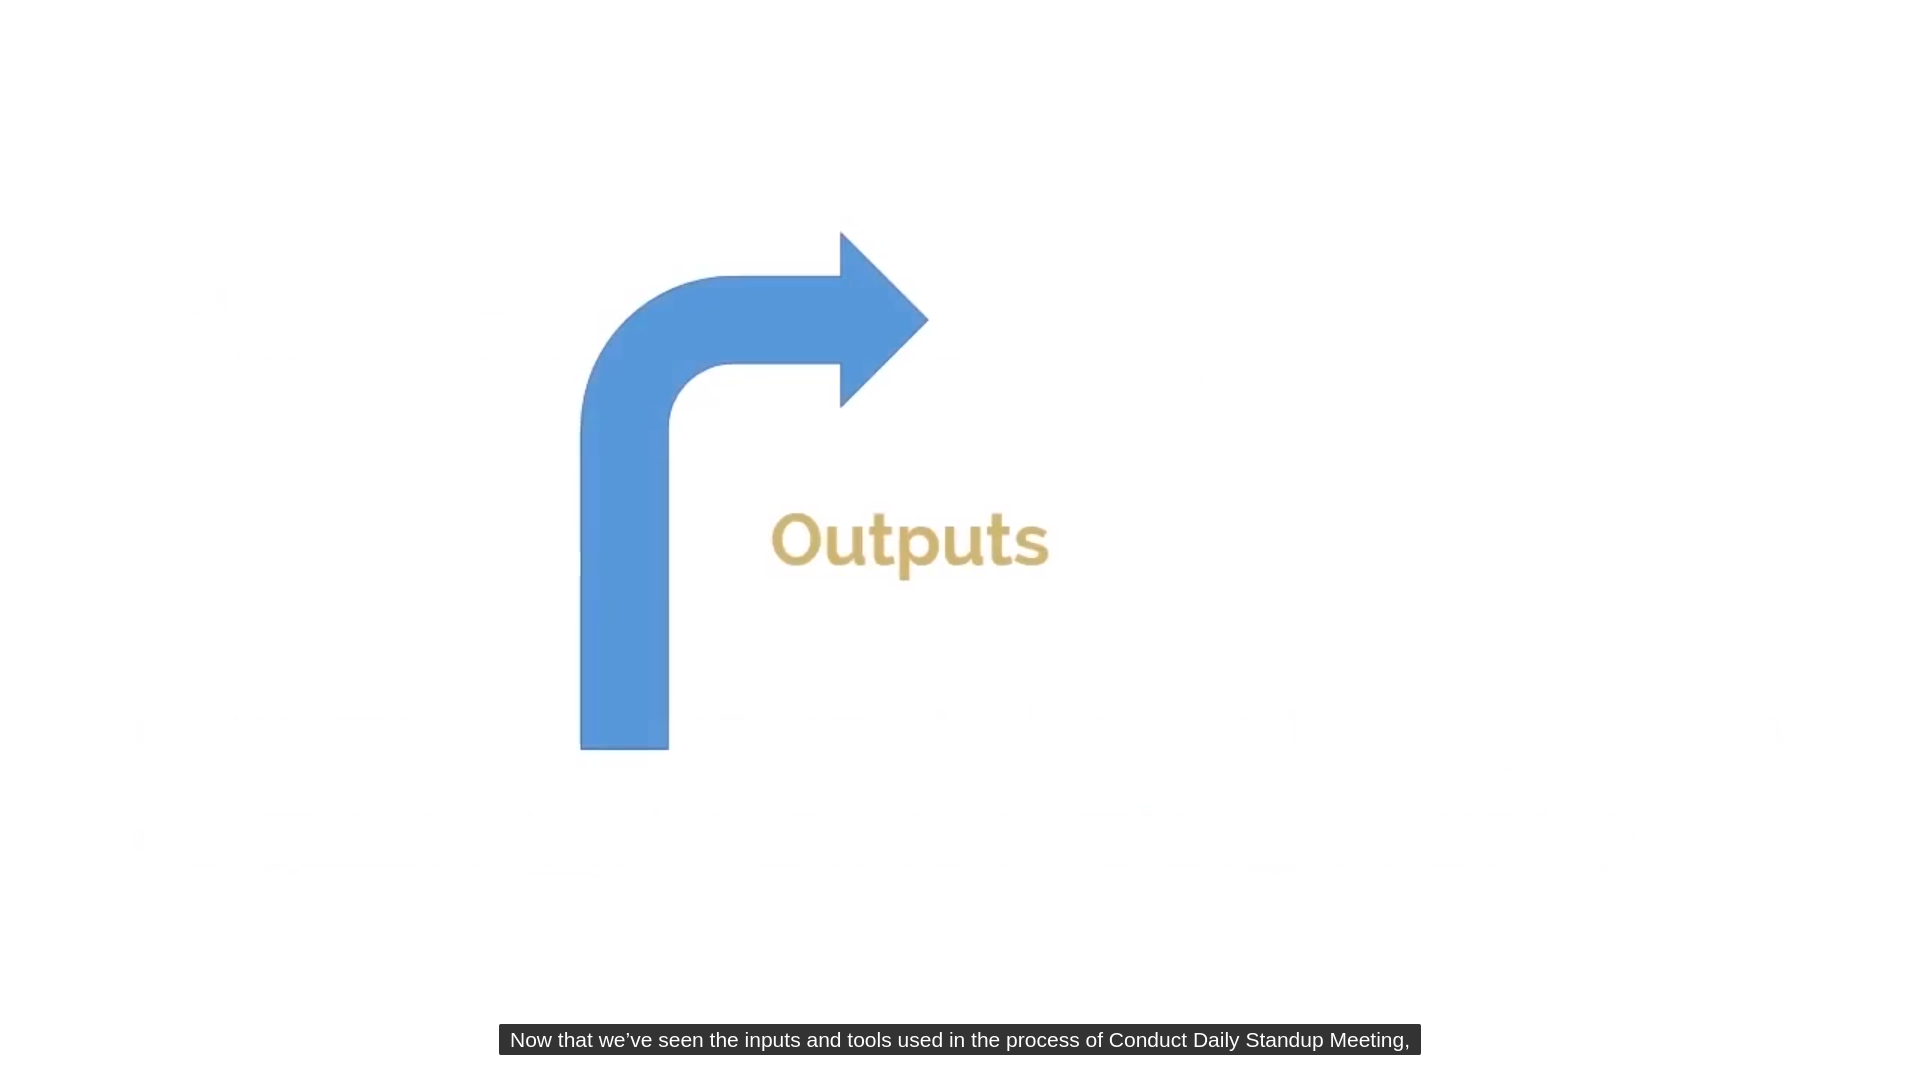 Outputs
Now that we’ve seen the inputs and tools used in the process of Conduct Daily Standup Meeting,